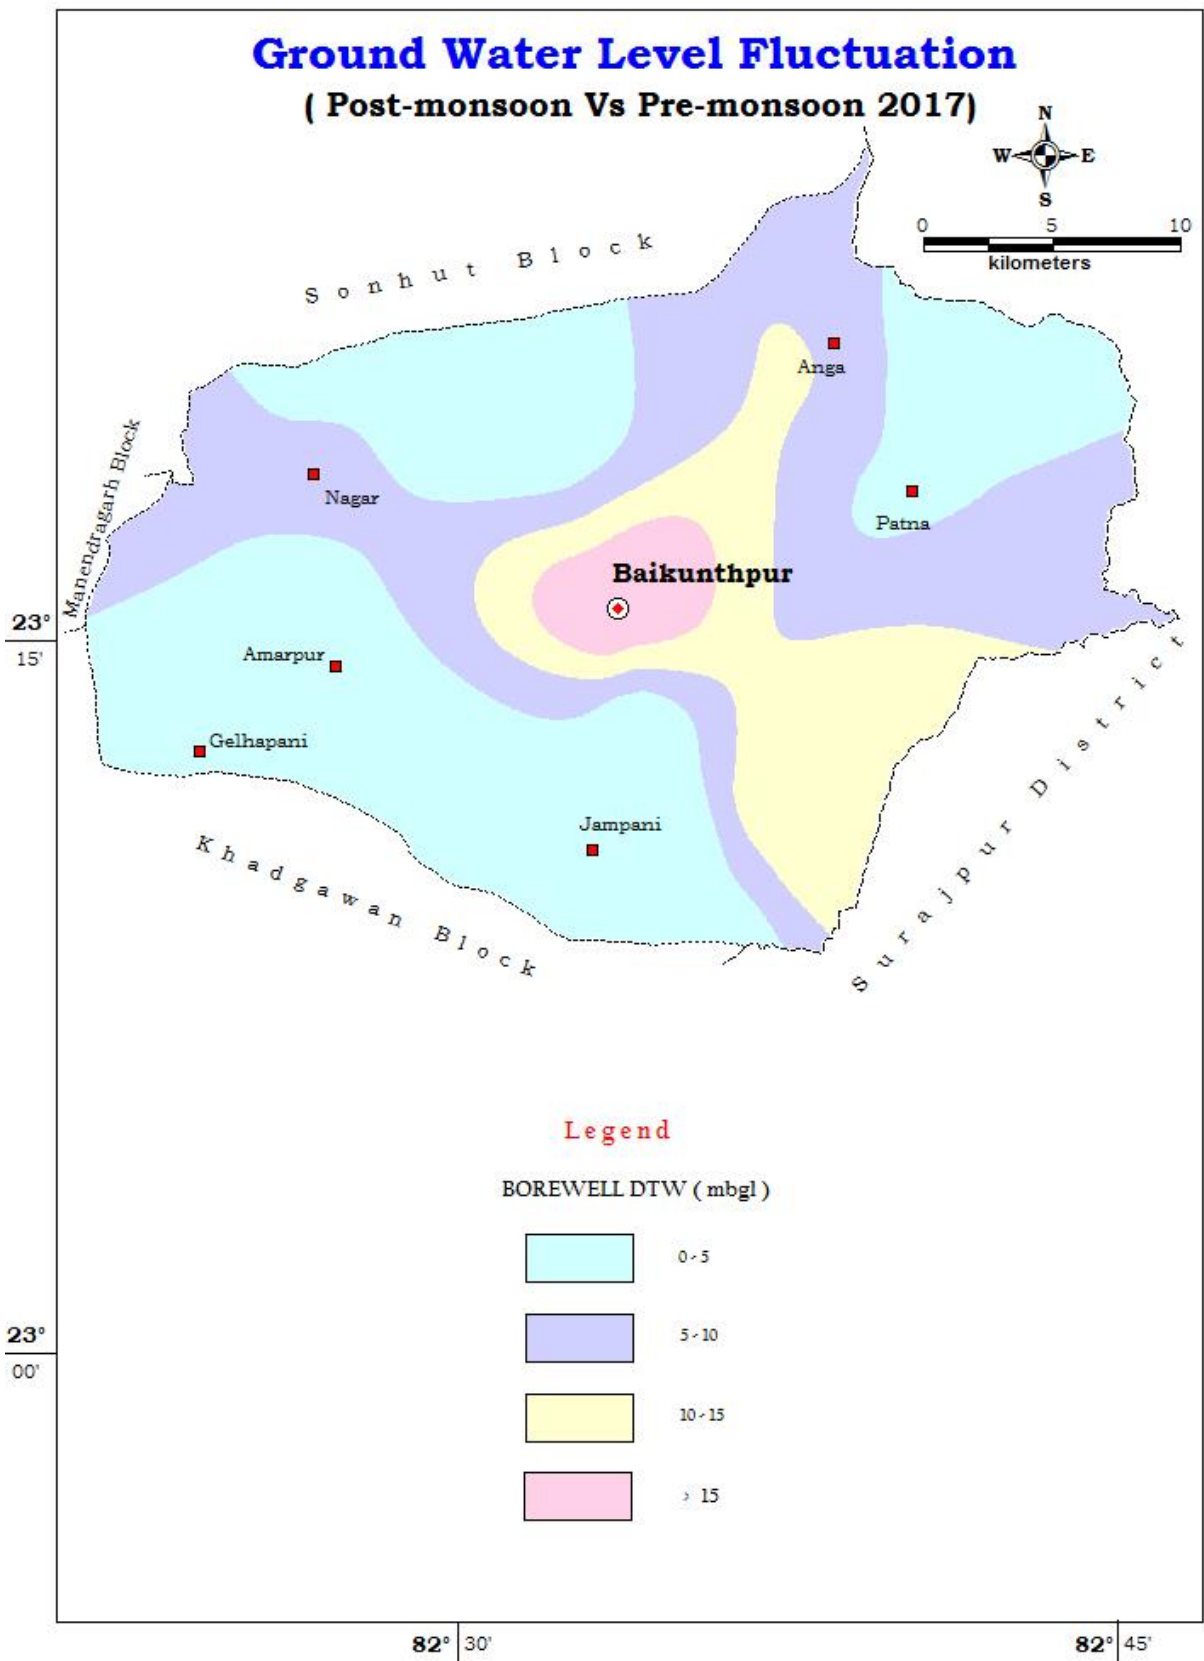 Ground Water Level Fluctuation
( Post-monsoon Vs Pre-monsoon 2017)
N
W E
S
0 5 10
kilometers
Sonhut Block
Anga
Manendragarh Block
Nagar
Patna
Baikunthpur
23°
15'
Amarpur
Gelhapani
Surajpur District
Jampani
Khadgawan Block
Legend
BOREWELL DTW ( mbgl )
0 - 5
5 - 10
23°
00'
10 - 15
> 15
82° 30'
82° 45'